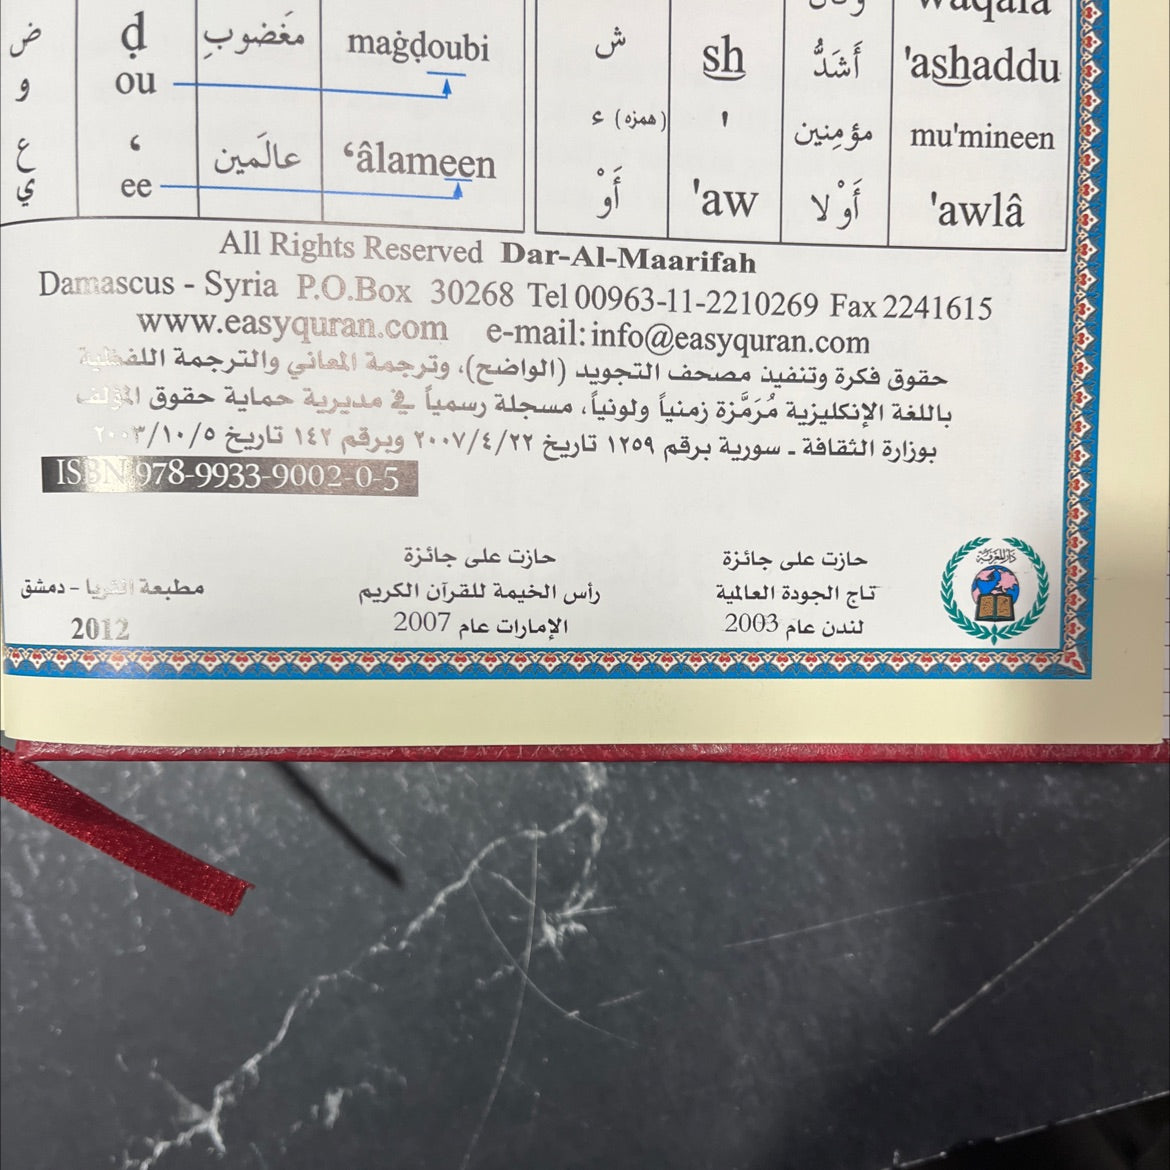 ض ḍ مَغضوبِ maġḍoubi ش sh أَشَدُّ 'ashaddu
و ou
ء (همزه) ' مؤمِنين mu'mineen
ع ‘ عالَمين ‘âlameen
ي ee أَوْ 'aw أَوْلا 'awlâ
All Rights Reserved Dar-Al-Maarifah
Damascus - Syria P.O.Box 30268 Tel 00963-11-2210269 Fax 2241615
www.easyquran.com e-mail: info@easyquran.com
حقوق فكرة وتنفيذ مصحف التجويد (الواضح)، وترجمة المعاني والترجمة اللفظية
باللغة الإنكليزية مُرَمَّزة زمنياً ولونياً، مسجلة رسمياً في مديرية حماية حقوق المؤلف
بوزارة الثقافة ـ سورية برقم ١٢٥٩ تاريخ ٢٠٠٧/٤/٢٢ وبرقم ١٤٢ تاريخ ٢٠٠٣/١٠/٥
ISBN 978-9933-9002-0-5
حازت على جائزة
تاج الجودة العالمية
لندن عام 2003
حازت على جائزة
رأس الخيمة للقرآن الكريم
الإمارات عام 2007
مطبعة الثريا - دمشق
2012
دار المعرفة